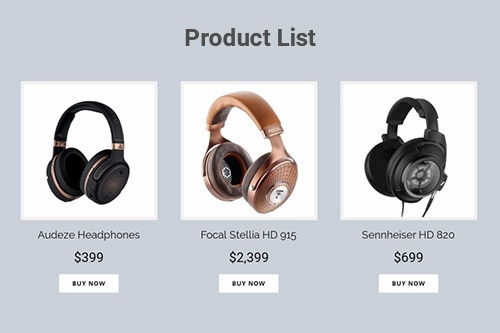 Product List
Audeze Headphones
Focal Stellia HD 915
Sennheiser HD 820
$399
$2,399
$699
BUY NOW
BUY NOW
BUY NOW